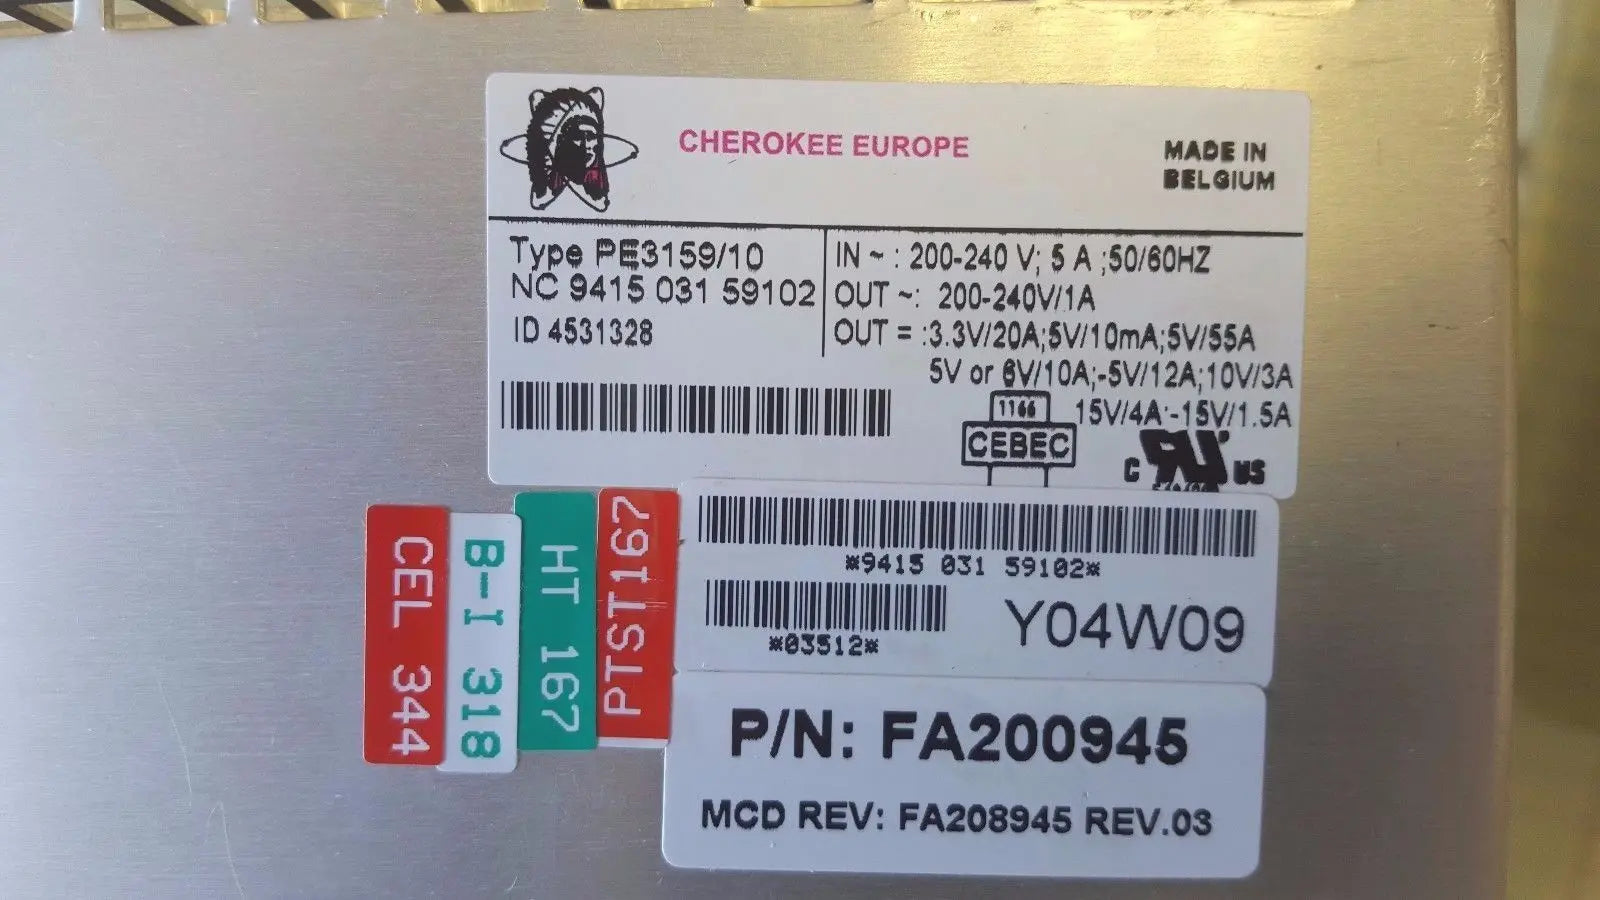 CHEROKEE EUROPE
MADE IN
BELGIUM
Type PE3159/10
NC 9415 031 59102
ID 4531328
IN ~ : 200-240 V; 5 A ;50/60HZ
OUT ~: 200-240V/1A
OUT = :3.3V/20A;5V/10mA;5V/55A
5V or 6V/10A;-5V/12A;10V/3A
15V/4A;-15V/1.5A
1166
CEBEC
C RU US
*9415 031 59102*
*03512*
Y04W09
P/N: FA200945
MCD REV: FA208945 REV.03
CEL 344
B-I 318
HT 167
PTST167